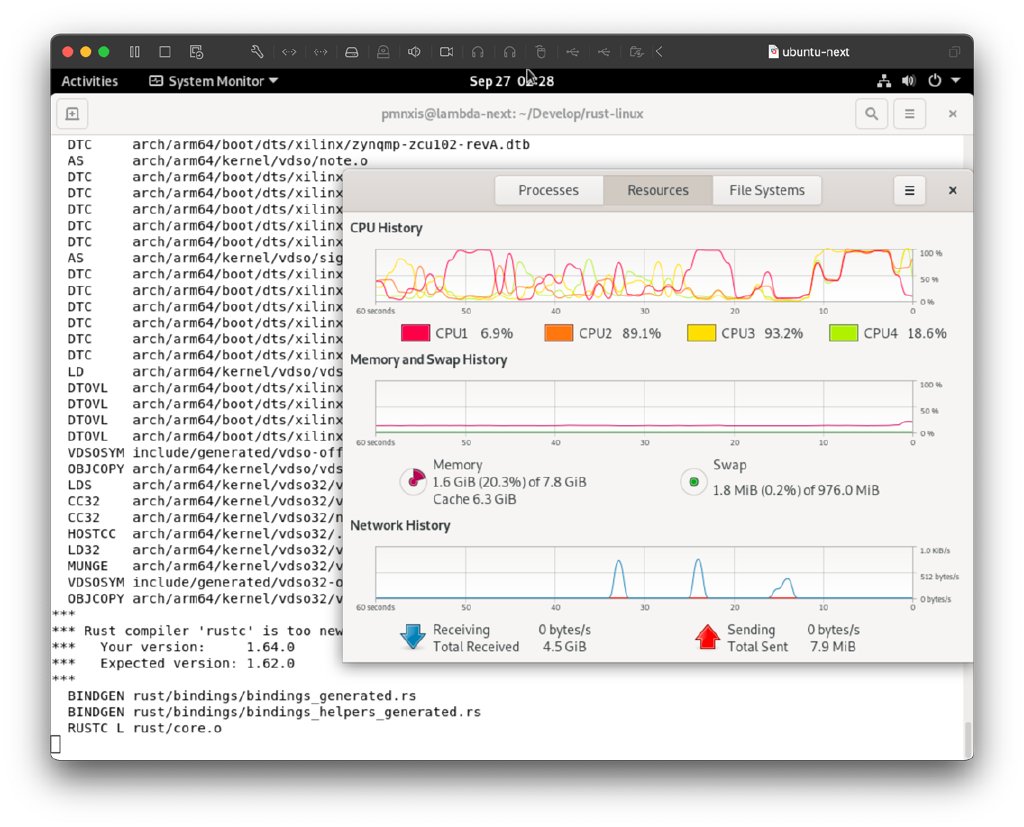 ubuntu-next
Activities System Monitor Sep 27
pmnxis@lambda-next: ~/Develop/rust-linux
DTC arch/arm64/boot/dts/xilinx/zynqmp-zcu102-revA.dtb
AS arch/arm64/kernel/vdso/note.o
DTC arch/arm64/boot/dts/xilinx
DTC arch/arm64/boot/dts/xilinx
DTC arch/arm64/boot/dts/xilinx
DTC arch/arm64/boot/dts/xilinx
DTC arch/arm64/boot/dts/xilinx
AS arch/arm64/kernel/vdso/sig
DTC arch/arm64/boot/dts/xilinx
DTC arch/arm64/boot/dts/xilinx
DTC arch/arm64/boot/dts/xilinx
DTC arch/arm64/boot/dts/xilinx
DTC arch/arm64/boot/dts/xilinx
DTC arch/arm64/boot/dts/xilinx
LD arch/arm64/kernel/vdso/vds
DTOVL arch/arm64/boot/dts/xilinx
DTOVL arch/arm64/boot/dts/xilinx
DTOVL arch/arm64/boot/dts/xilinx
DTOVL arch/arm64/boot/dts/xilinx
VDSOSYM include/generated/vdso-off
OBJCOPY arch/arm64/kernel/vdso/vds
LDS arch/arm64/kernel/vdso32/v
CC32 arch/arm64/kernel/vdso32/v
CC32 arch/arm64/kernel/vdso32/n
HOSTCC arch/arm64/kernel/vdso32/.
LD32 arch/arm64/kernel/vdso32/v
MUNGE arch/arm64/kernel/vdso32/v
VDSOSYM include/generated/vdso32-o
OBJCOPY arch/arm64/kernel/vdso32/v
***
*** Rust compiler 'rustc' is too new
*** Your version: 1.64.0
*** Expected version: 1.62.0
***
BINDGEN rust/bindings/bindings_generated.rs
BINDGEN rust/bindings/bindings_helpers_generated.rs
RUSTC L rust/core.o
Processes Resources File Systems
CPU History
100 %
50 %
0 %
60 seconds 50 40 30 20 10 0
CPU1 6.9% CPU2 89.1% CPU3 93.2% CPU4 18.6%
Memory and Swap History
100 %
50 %
0 %
60 seconds 50 40 30 20 10 0
Memory
1.6 GiB (20.3%) of 7.8 GiB
Cache 6.3 GiB
Swap
1.8 MiB (0.2%) of 976.0 MiB
Network History
1.0 KiB/s
512 bytes/s
0 bytes/s
60 seconds 50 40 30 20 10 0
Receiving 0 bytes/s
Total Received 4.5 GiB
Sending 0 bytes/s
Total Sent 7.9 MiB